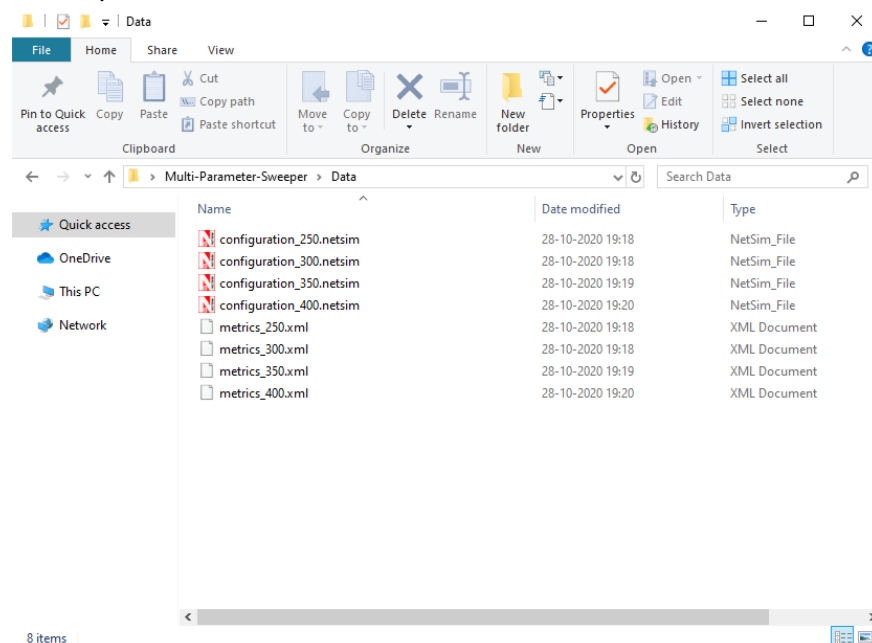 Data
File Home Share View
Pin to Quick access
Copy
Paste
Cut
Copy path
Paste shortcut
Move to
Copy to
Delete
Rename
New folder
Properties
Open
Edit
History
Select all
Select none
Invert selection
Clipboard Organize New Open Select
Multi-Parameter-Sweeper > Data
Search Data
Quick access
OneDrive
This PC
Network
Name Date modified Type
configuration_250.netsim 28-10-2020 19:18 NetSim_File
configuration_300.netsim 28-10-2020 19:18 NetSim_File
configuration_350.netsim 28-10-2020 19:19 NetSim_File
configuration_400.netsim 28-10-2020 19:20 NetSim_File
metrics_250.xml 28-10-2020 19:18 XML Document
metrics_300.xml 28-10-2020 19:18 XML Document
metrics_350.xml 28-10-2020 19:19 XML Document
metrics_400.xml 28-10-2020 19:20 XML Document
8 items